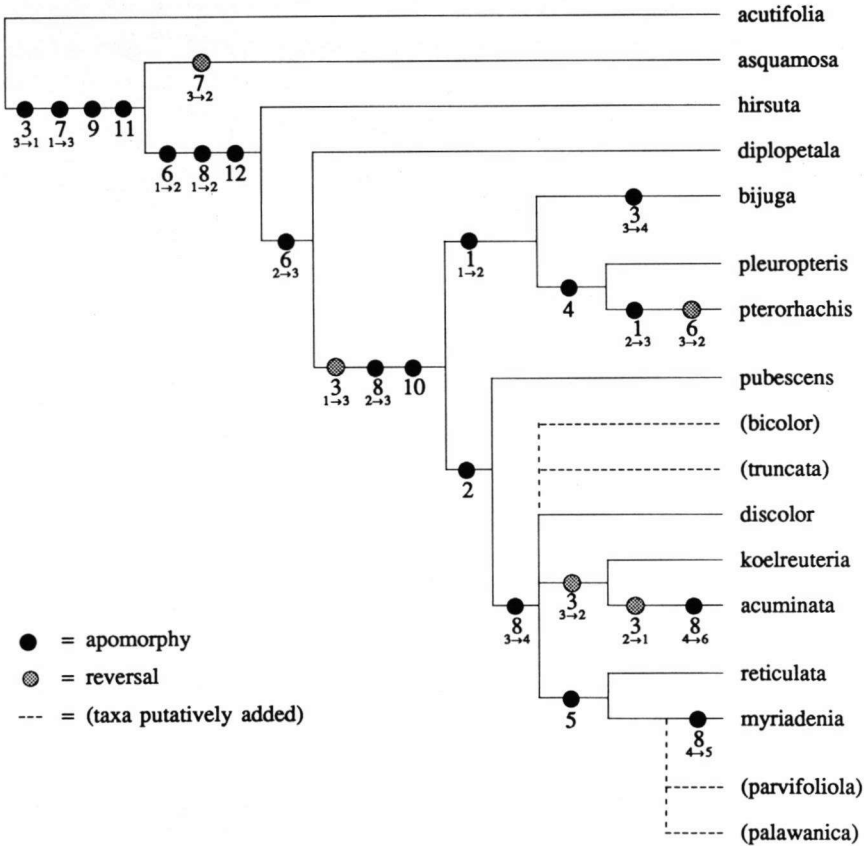 acutifolia
asquamosa
7
3→2
hirsuta
3 7 9 11
3→1 1→3
diplopetala
6 8 12
1→2 1→2
bijuga
3
3→4
6
2→3
1
1→2
pleuropteris
4
pterorhachis
1 6
2→3 3→2
3 8 10
1→3 2→3
pubescens
(bicolor)
2
(truncata)
discolor
koelreuteria
3
3→2
acuminata
8
3→4
3 8
2→1 4→6
= apomorphy
= reversal
--- = (taxa putatively added)
reticulata
5
myriadenia
8
4→5
(parvifoliola)
(palawanica)